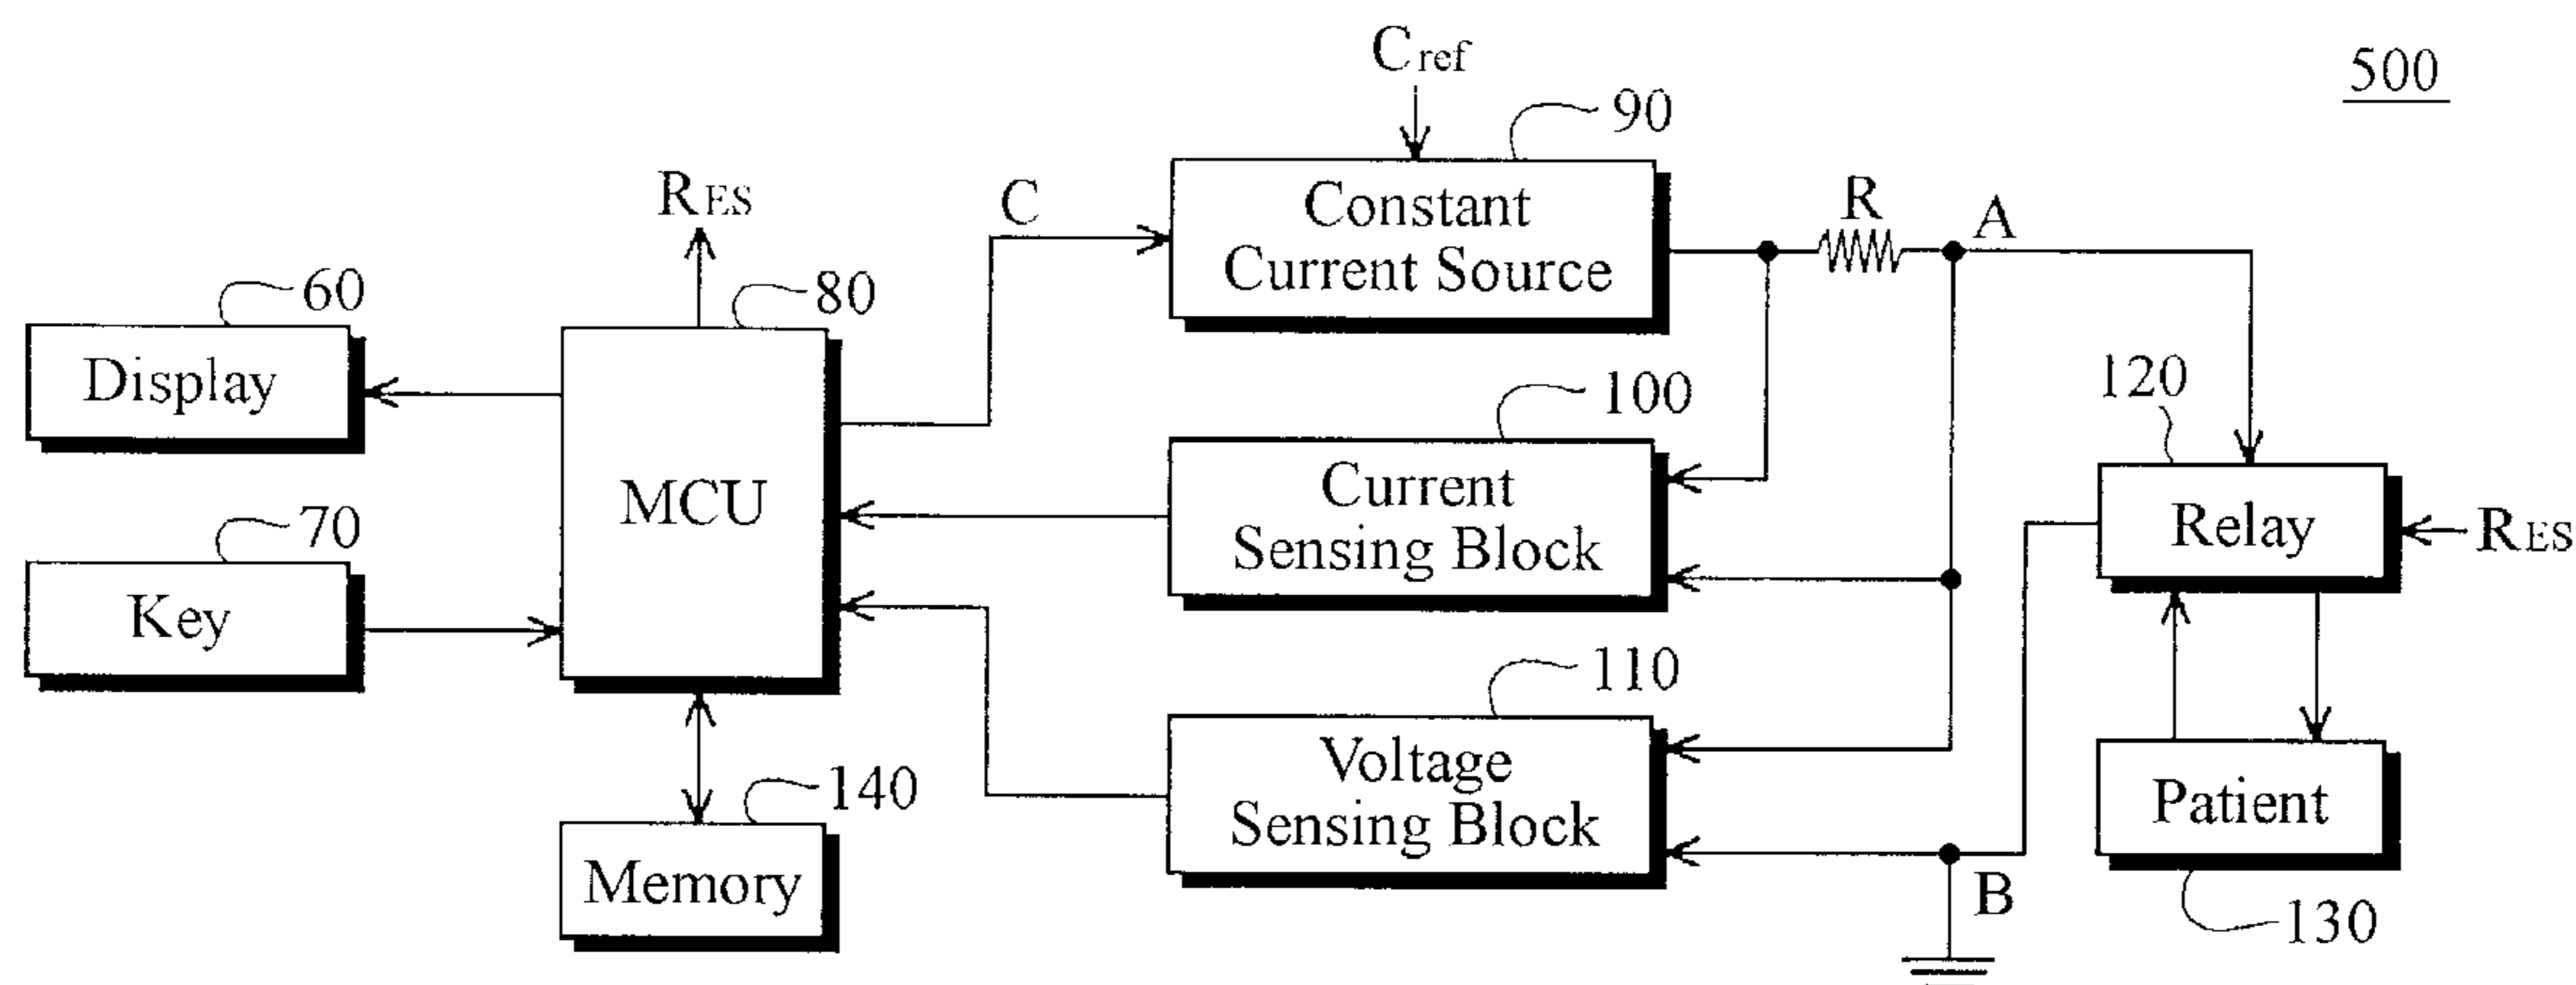 Cref
500
90
Constant
Current Source
R
A
C
RES
60
Display
80
MCU
70
Key
100
Current
Sensing Block
120
Relay
RES
110
Voltage
Sensing Block
B
Patient
130
140
Memory